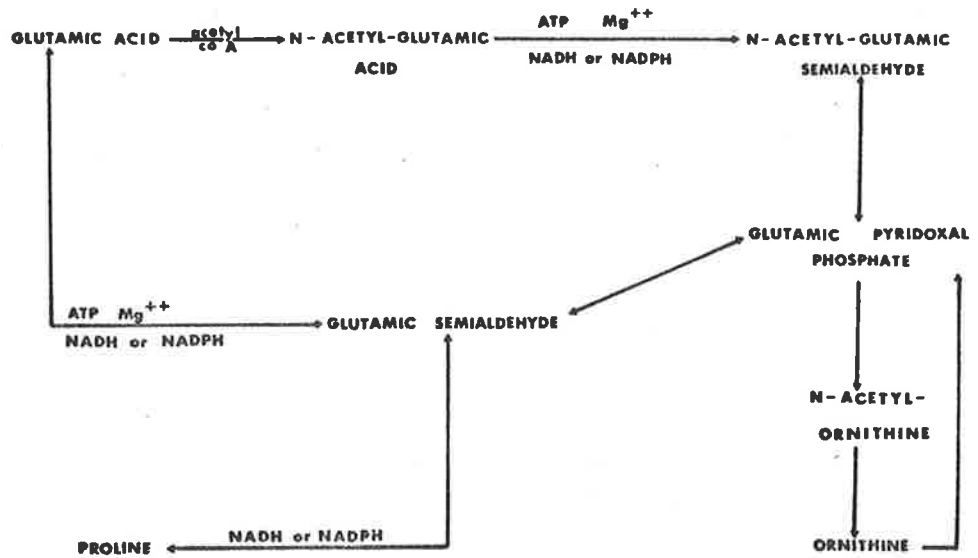 GLUTAMIC ACID
acetyl
co A
N-ACETYL-GLUTAMIC
ACID
ATP Mg++
NADH or NADPH
N-ACETYL-GLUTAMIC
SEMIALDEHYDE
GLUTAMIC PYRIDOXAL
PHOSPHATE
ATP Mg++
NADH or NADPH
GLUTAMIC SEMIALDEHYDE
N-ACETYL-
ORNITHINE
PROLINE
NADH or NADPH
ORNITHINE